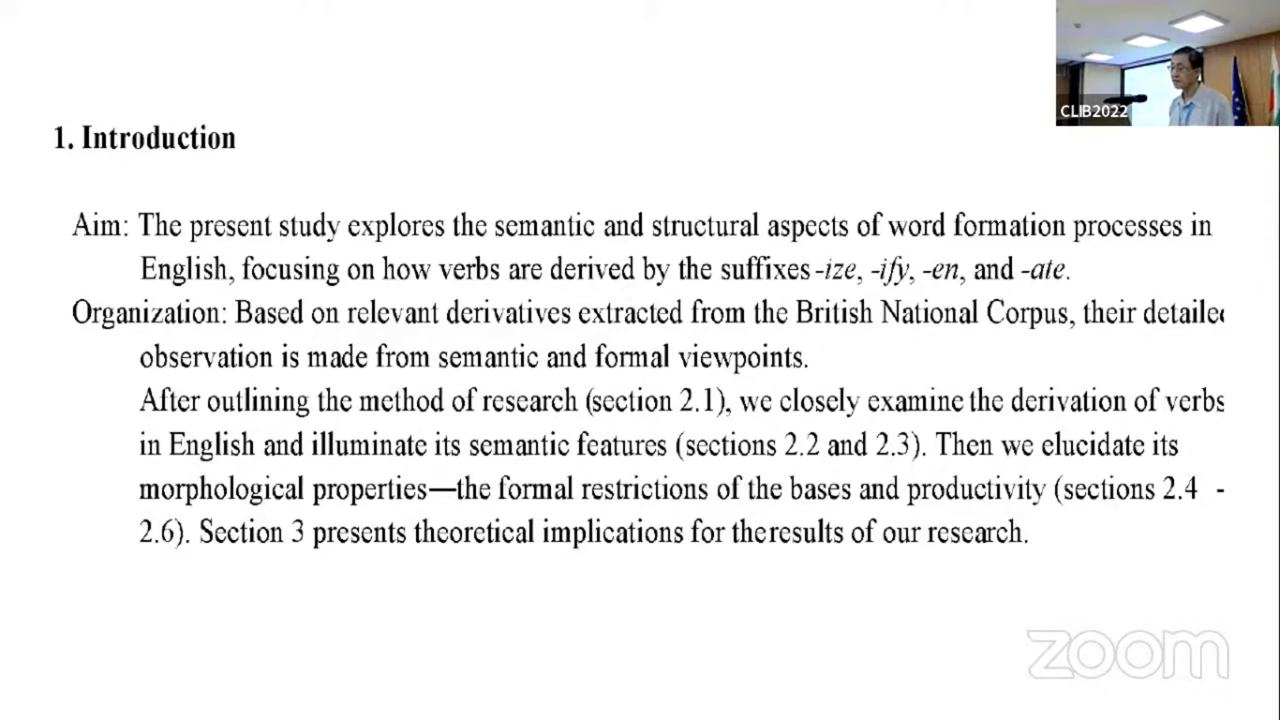 CLIB2022
1. Introduction
Aim: The present study explores the semantic and structural aspects of word formation processes in
English, focusing on how verbs are derived by the suffixes -ize, -ify, -en, and -ate.
Organization: Based on relevant derivatives extracted from the British National Corpus, their detailed
observation is made from semantic and formal viewpoints.
After outlining the method of research (section 2.1), we closely examine the derivation of verbs
in English and illuminate its semantic features (sections 2.2 and 2.3). Then we elucidate its
morphological properties—the formal restrictions of the bases and productivity (sections 2.4 -
2.6). Section 3 presents theoretical implications for the results of our research.
zoom